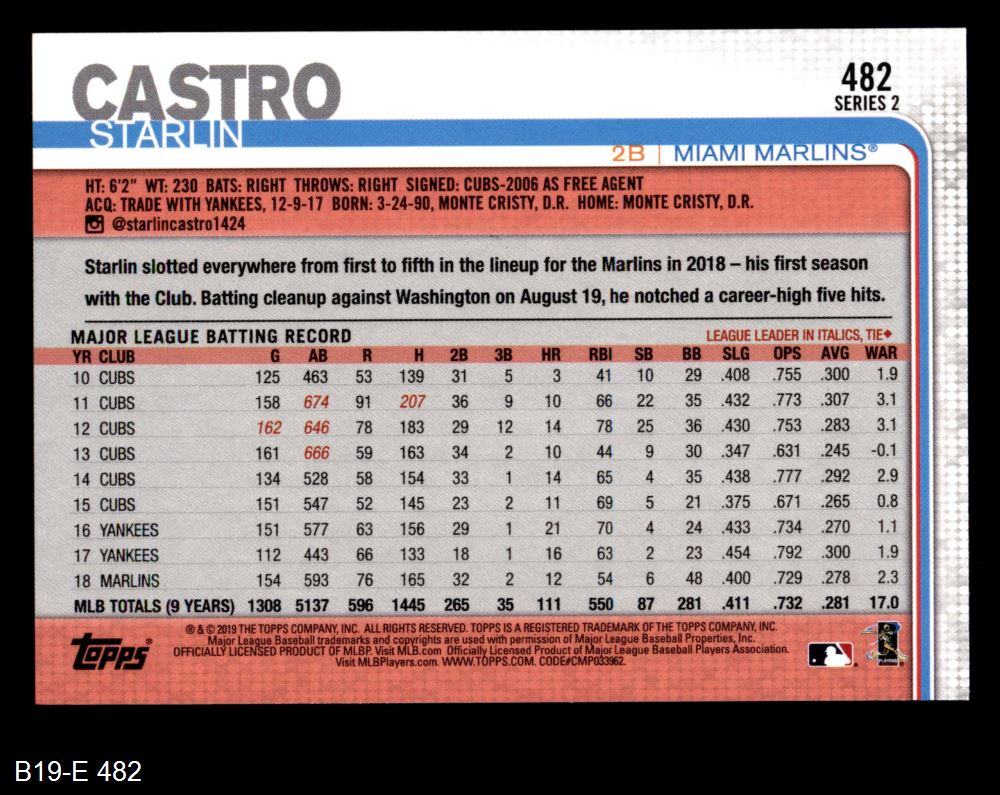 CASTRO
STARLIN
482
SERIES 2
2B | MIAMI MARLINS®
HT: 6'2" WT: 230 BATS: RIGHT THROWS: RIGHT SIGNED: CUBS-2006 AS FREE AGENT
ACQ: TRADE WITH YANKEES, 12-9-17 BORN: 3-24-90, MONTE CRISTY, D.R. HOME: MONTE CRISTY, D.R.
@starlincastro1424
Starlin slotted everywhere from first to fifth in the lineup for the Marlins in 2018 – his first season
with the Club. Batting cleanup against Washington on August 19, he notched a career-high five hits.
MAJOR LEAGUE BATTING RECORD LEAGUE LEADER IN ITALICS, TIE◆
YR CLUB G AB R H 2B 3B HR RBI SB BB SLG OPS AVG WAR
10 CUBS 125 463 53 139 31 5 3 41 10 29 .408 .755 .300 1.9
11 CUBS 158 674 91 207 36 9 10 66 22 35 .432 .773 .307 3.1
12 CUBS 162 646 78 183 29 12 14 78 25 36 .430 .753 .283 3.1
13 CUBS 161 666 59 163 34 2 10 44 9 30 .347 .631 .245 -0.1
14 CUBS 134 528 58 154 33 1 14 65 4 35 .438 .777 .292 2.9
15 CUBS 151 547 52 145 23 2 11 69 5 21 .375 .671 .265 0.8
16 YANKEES 151 577 63 156 29 1 21 70 4 24 .433 .734 .270 1.1
17 YANKEES 112 443 66 133 18 1 16 63 2 23 .454 .792 .300 1.9
18 MARLINS 154 593 76 165 32 2 12 54 6 48 .400 .729 .278 2.3
MLB TOTALS (9 YEARS) 1308 5137 596 1445 265 35 111 550 87 281 .411 .732 .281 17.0
Topps®
® & © 2019 THE TOPPS COMPANY, INC. ALL RIGHTS RESERVED. TOPPS IS A REGISTERED TRADEMARK OF THE TOPPS COMPANY, INC.
Major League Baseball trademarks and copyrights are used with permission of Major League Baseball Properties, Inc.
OFFICIALLY LICENSED PRODUCT OF MLBP. Visit MLB.com Officially Licensed Product of Major League Baseball Players Association.
Visit MLBPlayers.com. WWW.TOPPS.COM. CODE#CMP033962.
PLAYERS
B19-E 482